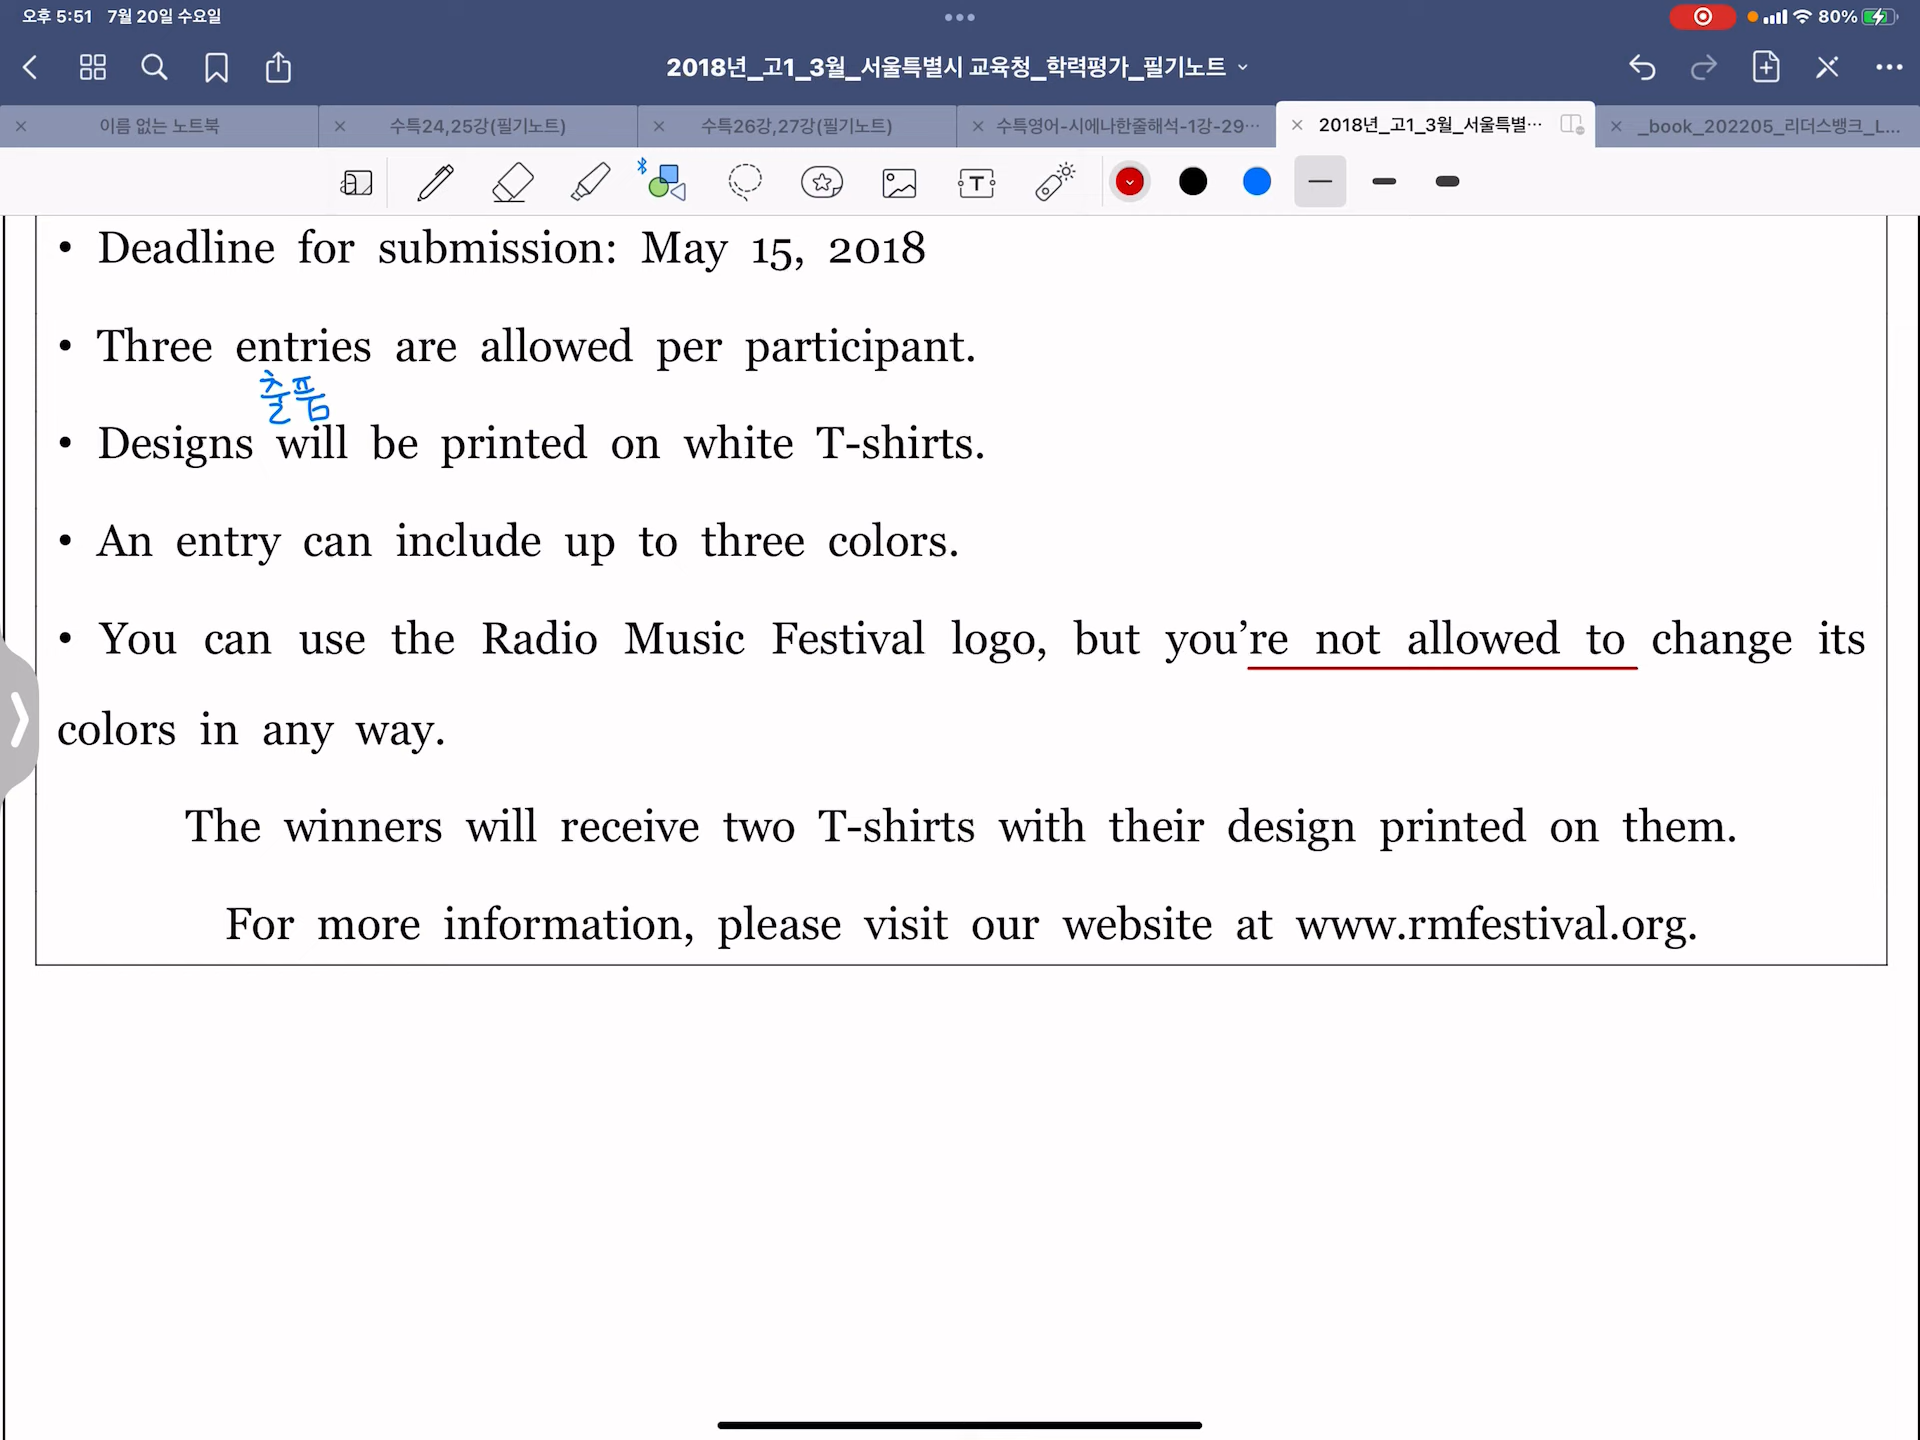 오후 5:51 7월 20일 수요일
80%
2018년_고1_3월_서울특별시 교육청_학력평가_필기노트
이름 없는 노트북
수특24,25강(필기노트)
수특26강,27강(필기노트)
수특영어-시에나한줄해석-1강-29…
2018년_고1_3월_서울특별…
_book_202205_리더스뱅크_L...
• Deadline for submission: May 15, 2018
• Three entries are allowed per participant.
출품
• Designs will be printed on white T-shirts.
• An entry can include up to three colors.
• You can use the Radio Music Festival logo, but you’re not allowed to change its
colors in any way.
The winners will receive two T-shirts with their design printed on them.
For more information, please visit our website at www.rmfestival.org.